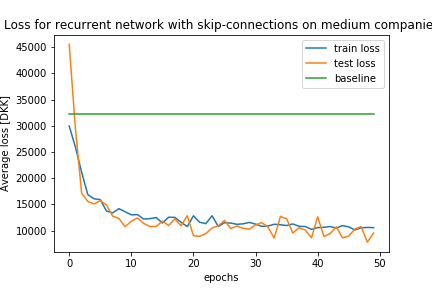 Loss for recurrent network with skip-connections on medium companie
train loss
test loss
baseline
Average loss [DKK]
45000
40000
35000
30000
25000
20000
15000
10000
0 10 20 30 40 50
epochs